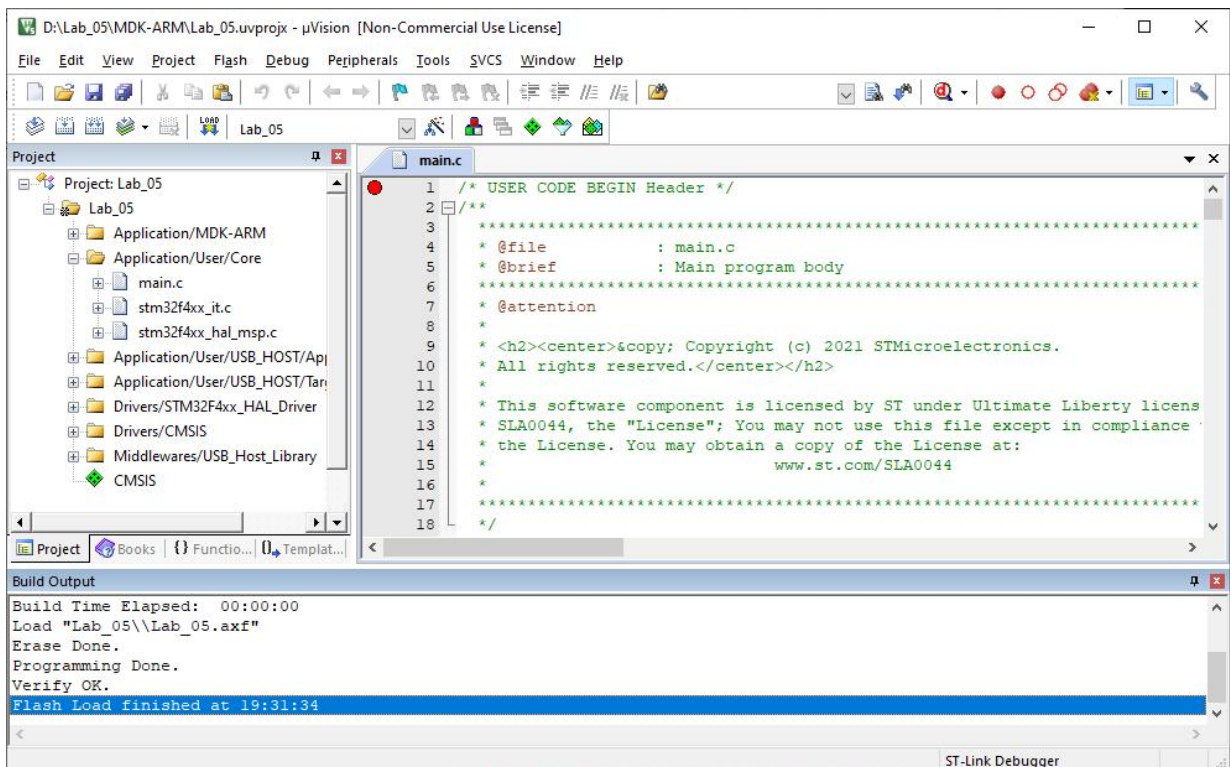 D:\Lab_05\MDK-ARM\Lab_05.uvprojx - µVision [Non-Commercial Use License]
File Edit View Project Flash Debug Peripherals Tools SVCS Window Help
LOAD Lab_05
Project
Project: Lab_05
Lab_05
Application/MDK-ARM
Application/User/Core
main.c
stm32f4xx_it.c
stm32f4xx_hal_msp.c
Application/User/USB_HOST/App
Application/User/USB_HOST/Targ
Drivers/STM32F4xx_HAL_Driver
Drivers/CMSIS
Middlewares/USB_Host_Library
CMSIS
Project Books {} Functio... Templat...
main.c
1 /* USER CODE BEGIN Header */
2 /**
3 ******************************************************************************
4 * @file : main.c
5 * @brief : Main program body
6 ******************************************************************************
7 * @attention
8 *
9 * <h2><center>&copy; Copyright (c) 2021 STMicroelectronics.
10 * All rights reserved.</center></h2>
11 *
12 * This software component is licensed by ST under Ultimate Liberty licens
13 * SLA0044, the "License"; You may not use this file except in compliance
14 * the License. You may obtain a copy of the License at:
15 * www.st.com/SLA0044
16 *
17 ******************************************************************************
18 */
Build Output
Build Time Elapsed: 00:00:00
Load "Lab_05\\Lab_05.axf"
Erase Done.
Programming Done.
Verify OK.
Flash Load finished at 19:31:34
ST-Link Debugger